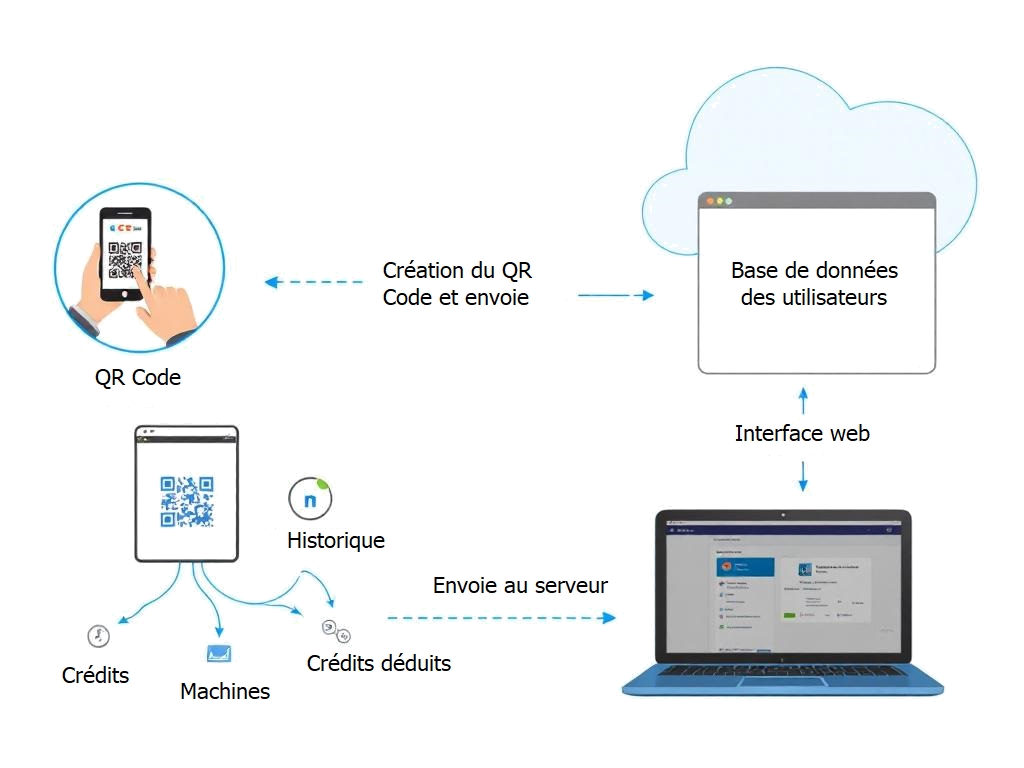 Création du QR
Code et envoie
Base de données
des utilisateurs
QR Code
Interface web
Historique
Envoie au serveur
Crédits
Machines
Crédits déduits